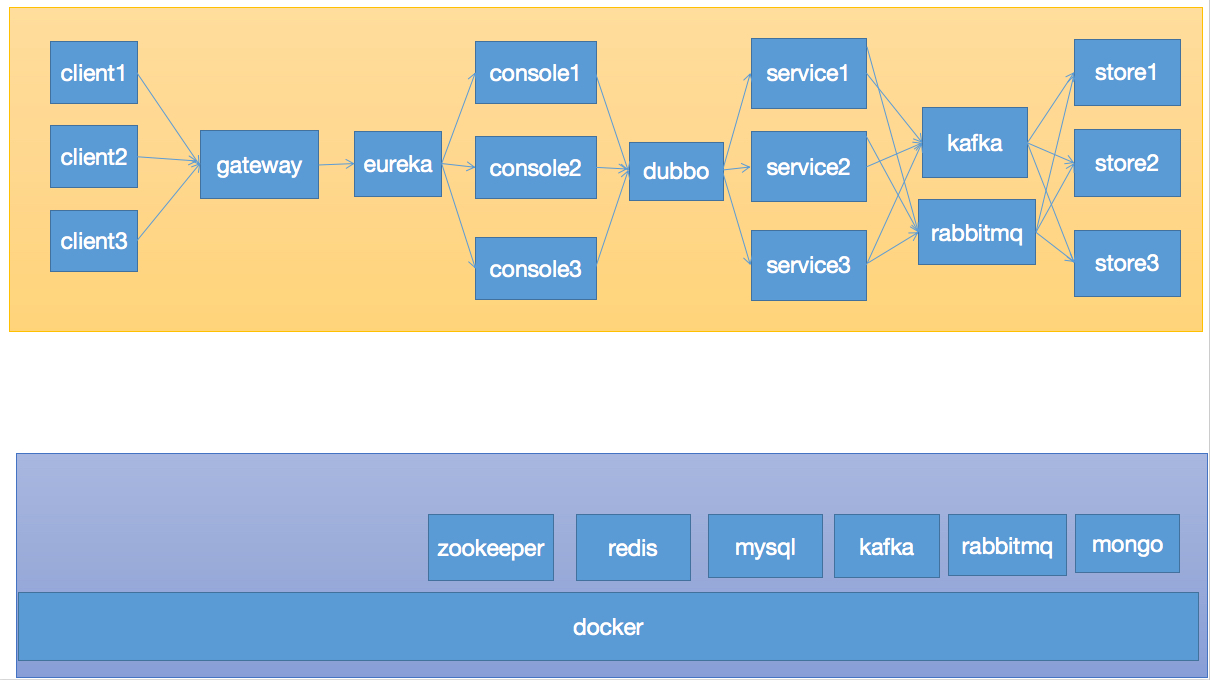 client1
client2
client3
gateway
eureka
console1
console2
console3
dubbo
service1
service2
service3
kafka
rabbitmq
store1
store2
store3
zookeeper
redis
mysql
kafka
rabbitmq
mongo
docker